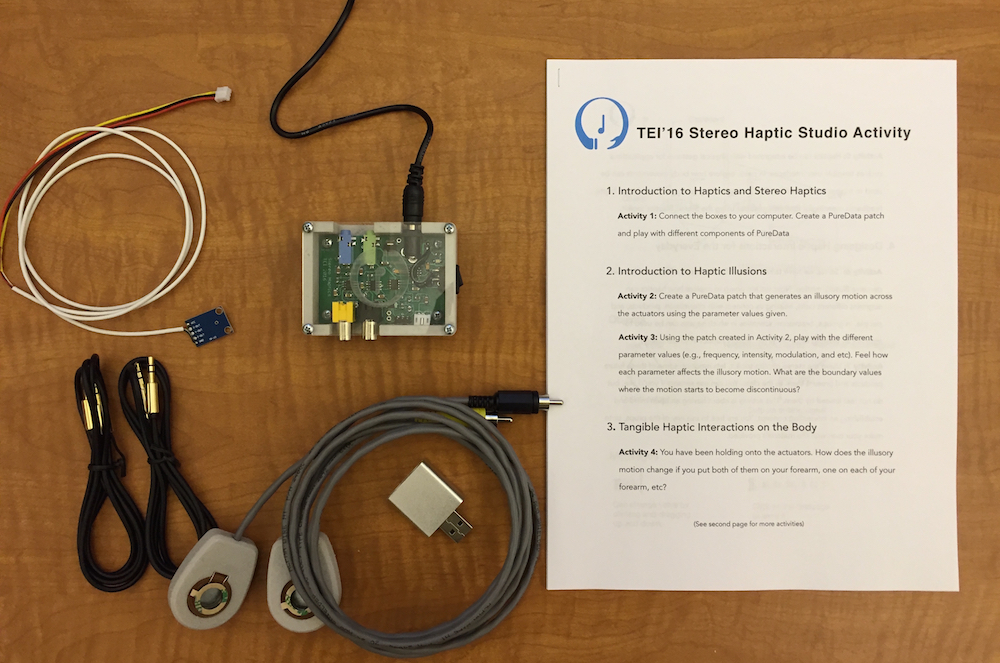 TEI'16 Stereo Haptic Studio Activity
1. Introduction to Haptics and Stereo Haptics
Activity 1: Connect the boxes to your computer. Create a PureData patch
and play with different components of PureData
2. Introduction to Haptic Illusions
Activity 2: Create a PureData patch that generates an illusory motion across
the actuators using the parameter values given.
Activity 3: Using the patch created in Activity 2, play with the different
parameter values (e.g., frequency, intensity, modulation, and etc). Feel how
each parameter affects the illusory motion. What are the boundary values
where the motion starts to become discontinuous?
3. Tangible Haptic Interactions on the Body
Activity 4: You have been holding onto the actuators. How does the illusory
motion change if you put both of them on your forearm, one on each of your
forearm, etc?
(See second page for more activities)